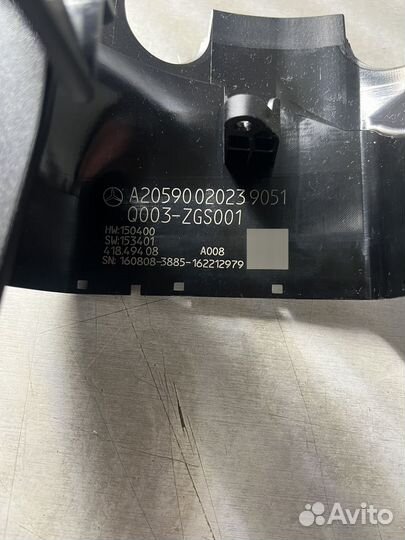 A2059002023 9051
Q003-ZGS001
HW:150400
SW:153401
418.494 08 A008
SN: 160808-3885-162212979
Avito